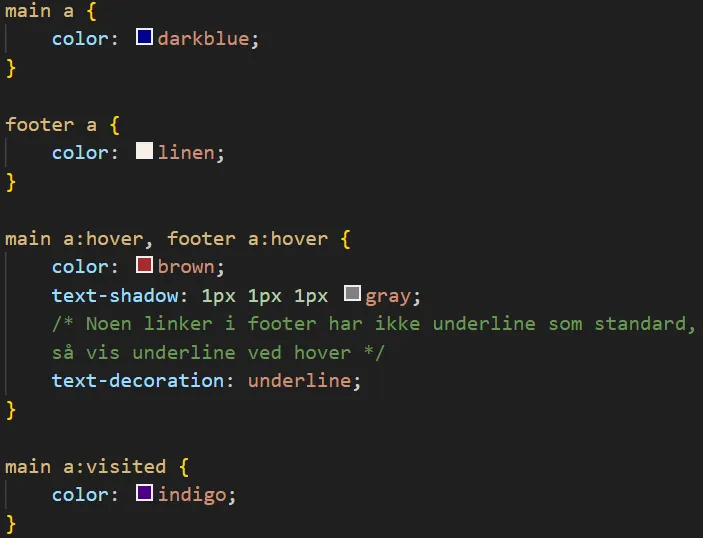 main a {
    color: darkblue;
}

footer a {
    color: linen;
}

main a:hover, footer a:hover {
    color: brown;
    text-shadow: 1px 1px 1px gray;
    /* Noen linker i footer har ikke underline som standard,
    så vis underline ved hover */
    text-decoration: underline;
}

main a:visited {
    color: indigo;
}